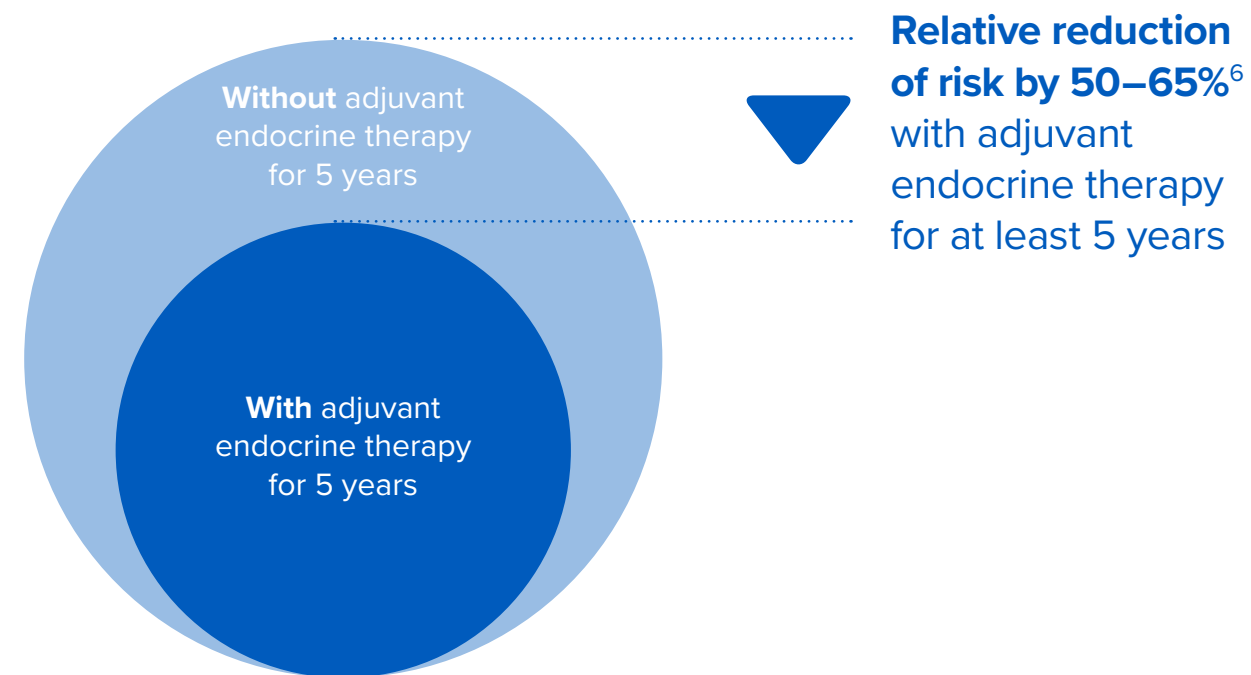 Without adjuvant
endocrine therapy
for 5 years
With adjuvant
endocrine therapy
for 5 years
Relative reduction
of risk by 50–65%⁶
with adjuvant
endocrine therapy
for at least 5 years